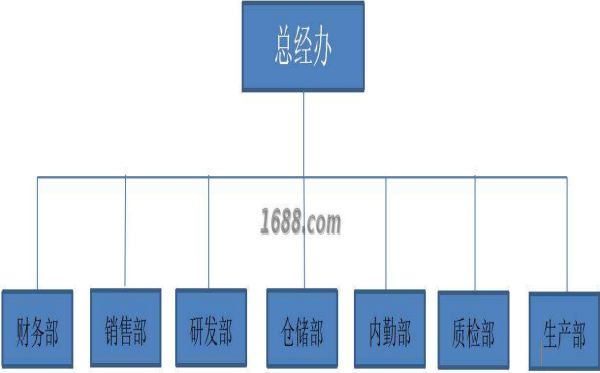 总经办
1688.com
财务部
销售部
研发部
仓储部
内勤部
质检部
生产部